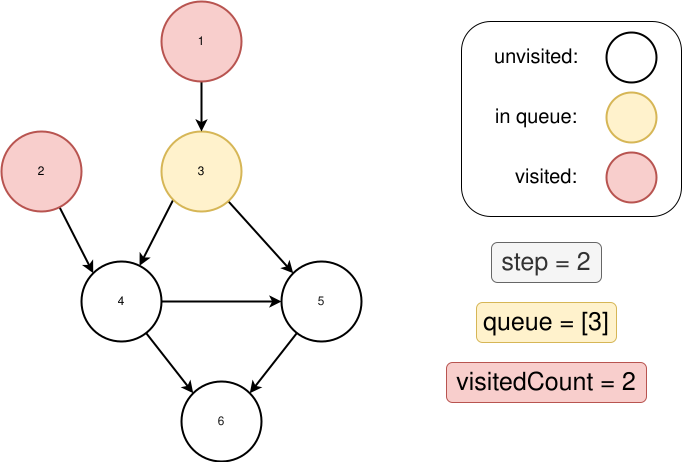 1
unvisited:
in queue:
2
3
visited:
step = 2
4
5
queue = [3]
visitedCount = 2
6